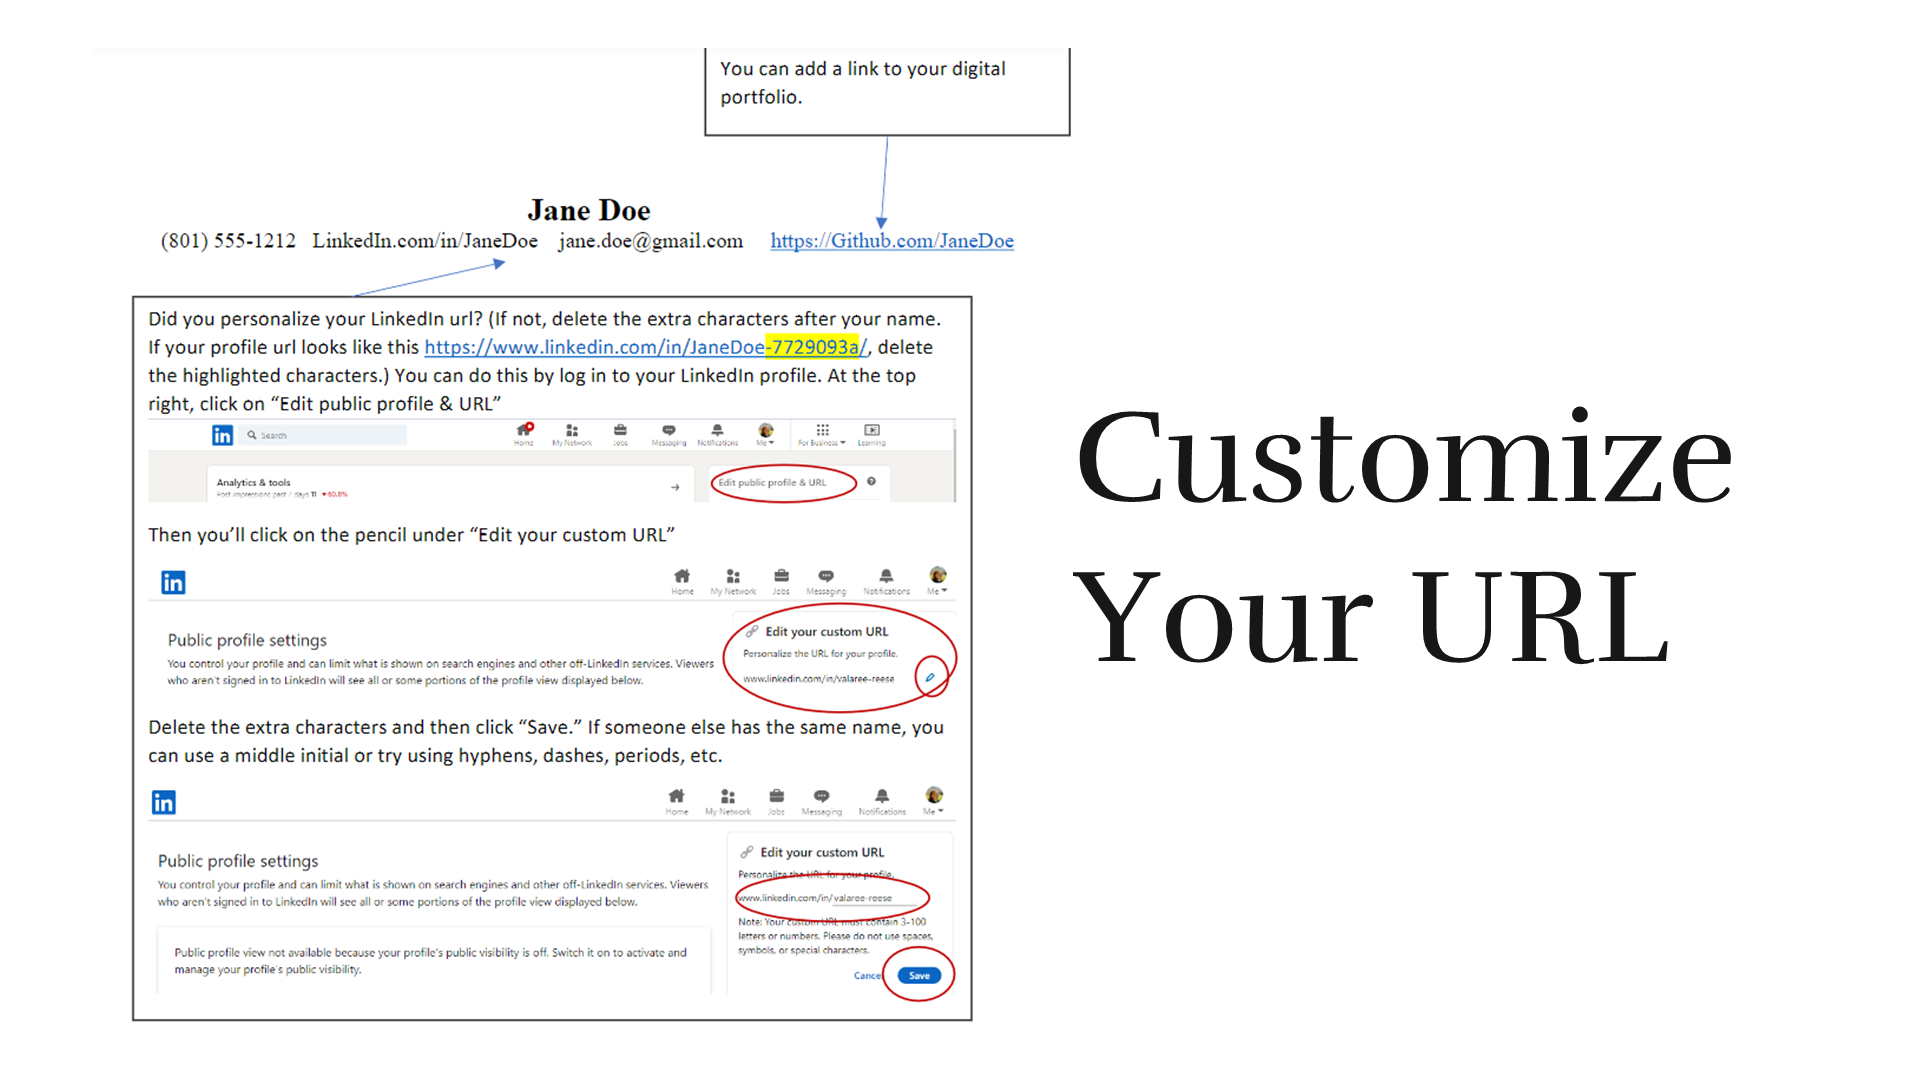 You can add a link to your digital
portfolio.
Jane Doe
(801) 555-1212 LinkedIn.com/in/JaneDoe jane.doe@gmail.com https://Github.com/JaneDoe
Did you personalize your LinkedIn url? (If not, delete the extra characters after your name.
If your profile url looks like this https://www.linkedin.com/in/JaneDoe-7729093a/, delete
the highlighted characters.) You can do this by log in to your LinkedIn profile. At the top
right, click on “Edit public profile & URL”
in Search Home My Network Jobs Messaging Notifications Me For Business Learning
Analytics & tools
Post impressions past 7 days 11 ▼60.8%
→
Edit public profile & URL ?
Then you’ll click on the pencil under “Edit your custom URL”
in Home My Network Jobs Messaging Notifications Me
Public profile settings
You control your profile and can limit what is shown on search engines and other off-LinkedIn services. Viewers
who aren't signed in to LinkedIn will see all or some portions of the profile view displayed below.
Edit your custom URL
Personalize the URL for your profile.
www.linkedin.com/in/valaree-reese
Delete the extra characters and then click “Save.” If someone else has the same name, you
can use a middle initial or try using hyphens, dashes, periods, etc.
in Home My Network Jobs Messaging Notifications Me
Public profile settings
You control your profile and can limit what is shown on search engines and other off-LinkedIn services. Viewers
who aren't signed in to LinkedIn will see all or some portions of the profile view displayed below.
Public profile view not available because your profile's public visibility is off. Switch it on to activate and
manage your profile's public visibility.
Edit your custom URL
Personalize the URL for your profile.
www.linkedin.com/in/valaree-reese
Note: Your custom URL must contain 3-100
letters or numbers. Please do not use spaces,
symbols, or special characters.
Cancel Save
Customize
Your URL